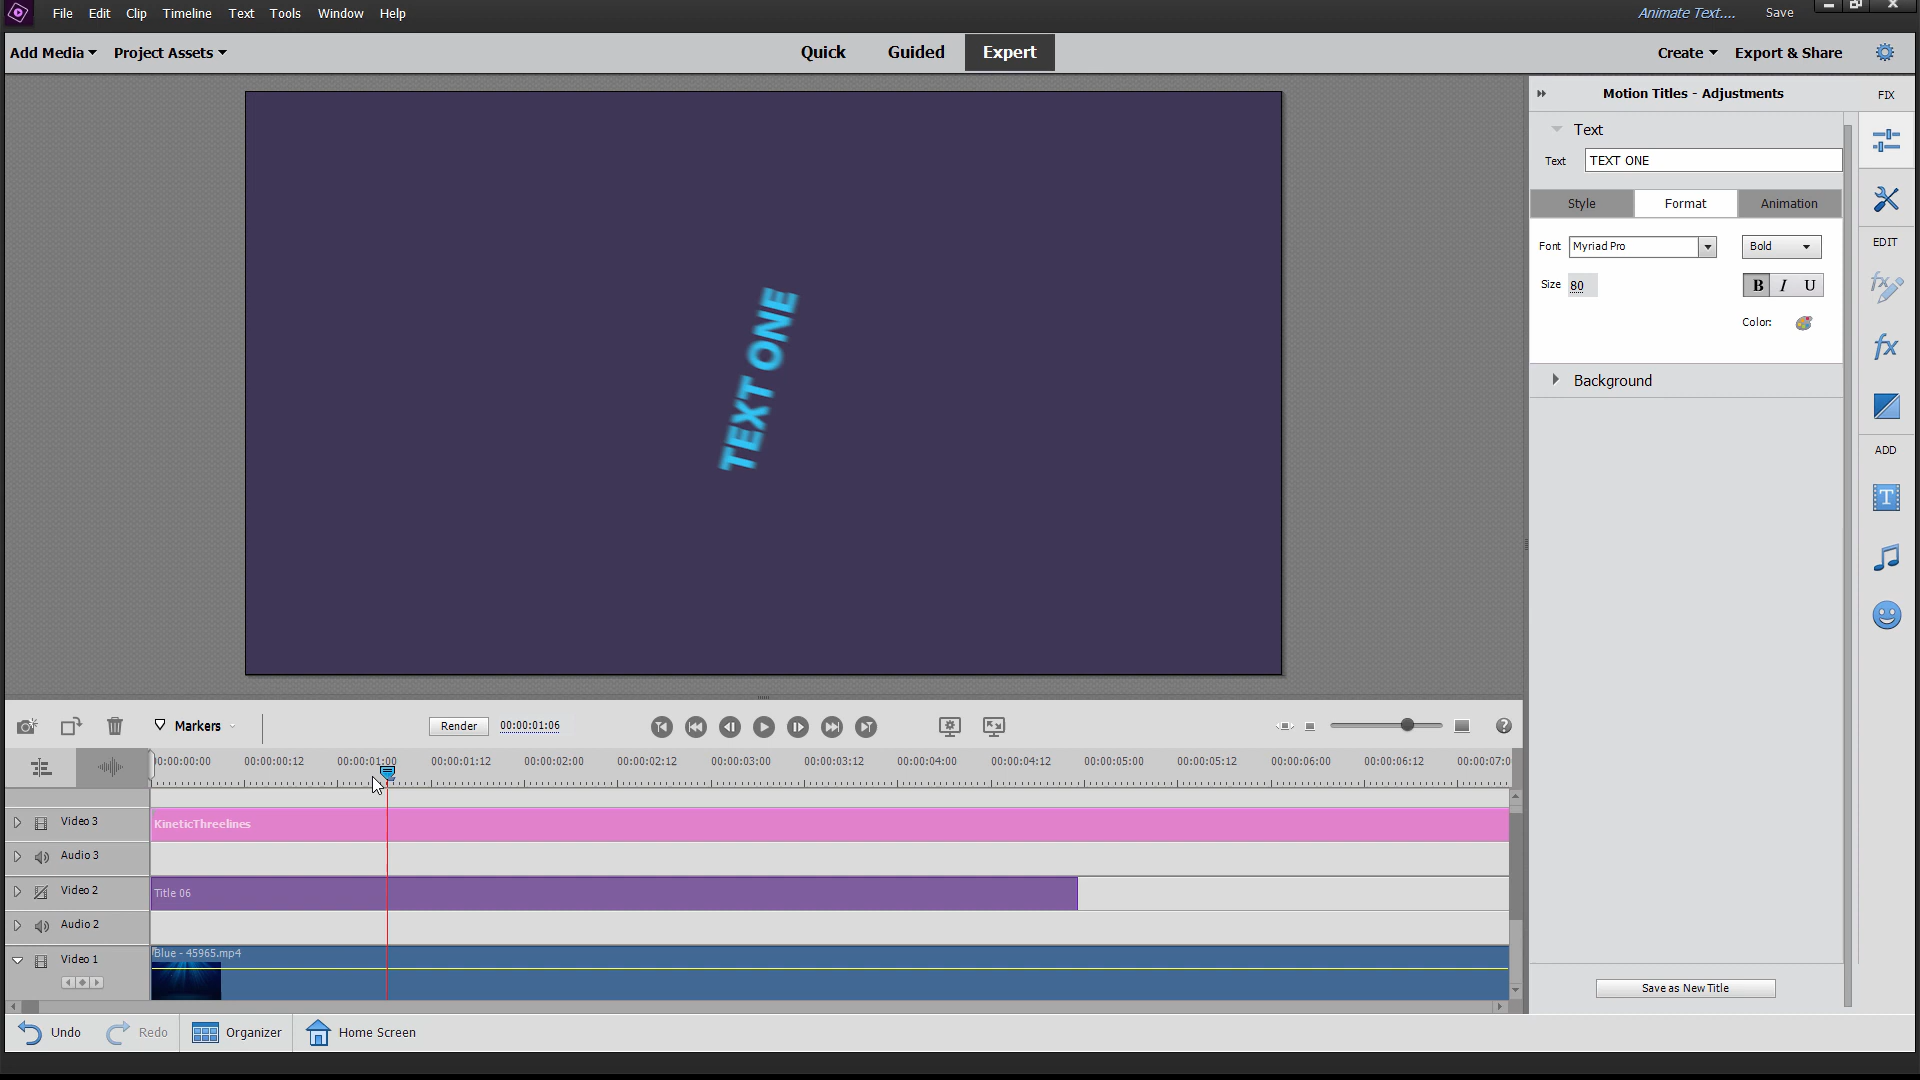 File Edit Clip Timeline Text Tools Window Help
Animate Text.... Save
Add Media Project Assets
Quick Guided Expert
Create Export & Share
Motion Titles - Adjustments
FIX
Text
Text TEXT ONE
Style Format Animation
Font Myriad Pro Bold
Size 80 B I U
Color:
Background
EDIT
fx
ADD
T
TEXT ONE
Save as New Title
Markers
Render 00:00:01:06
00:00:00:00 00:00:00:12 00:00:01:00 00:00:01:12 00:00:02:00 00:00:02:12 00:00:03:00 00:00:03:12 00:00:04:00 00:00:04:12 00:00:05:00 00:00:05:12 00:00:06:00 00:00:06:12 00:00:07:0
Video 3 KineticThreelines
Audio 3
Video 2 Title 06
Audio 2
Video 1 Blue - 45965.mp4
Undo Redo Organizer Home Screen